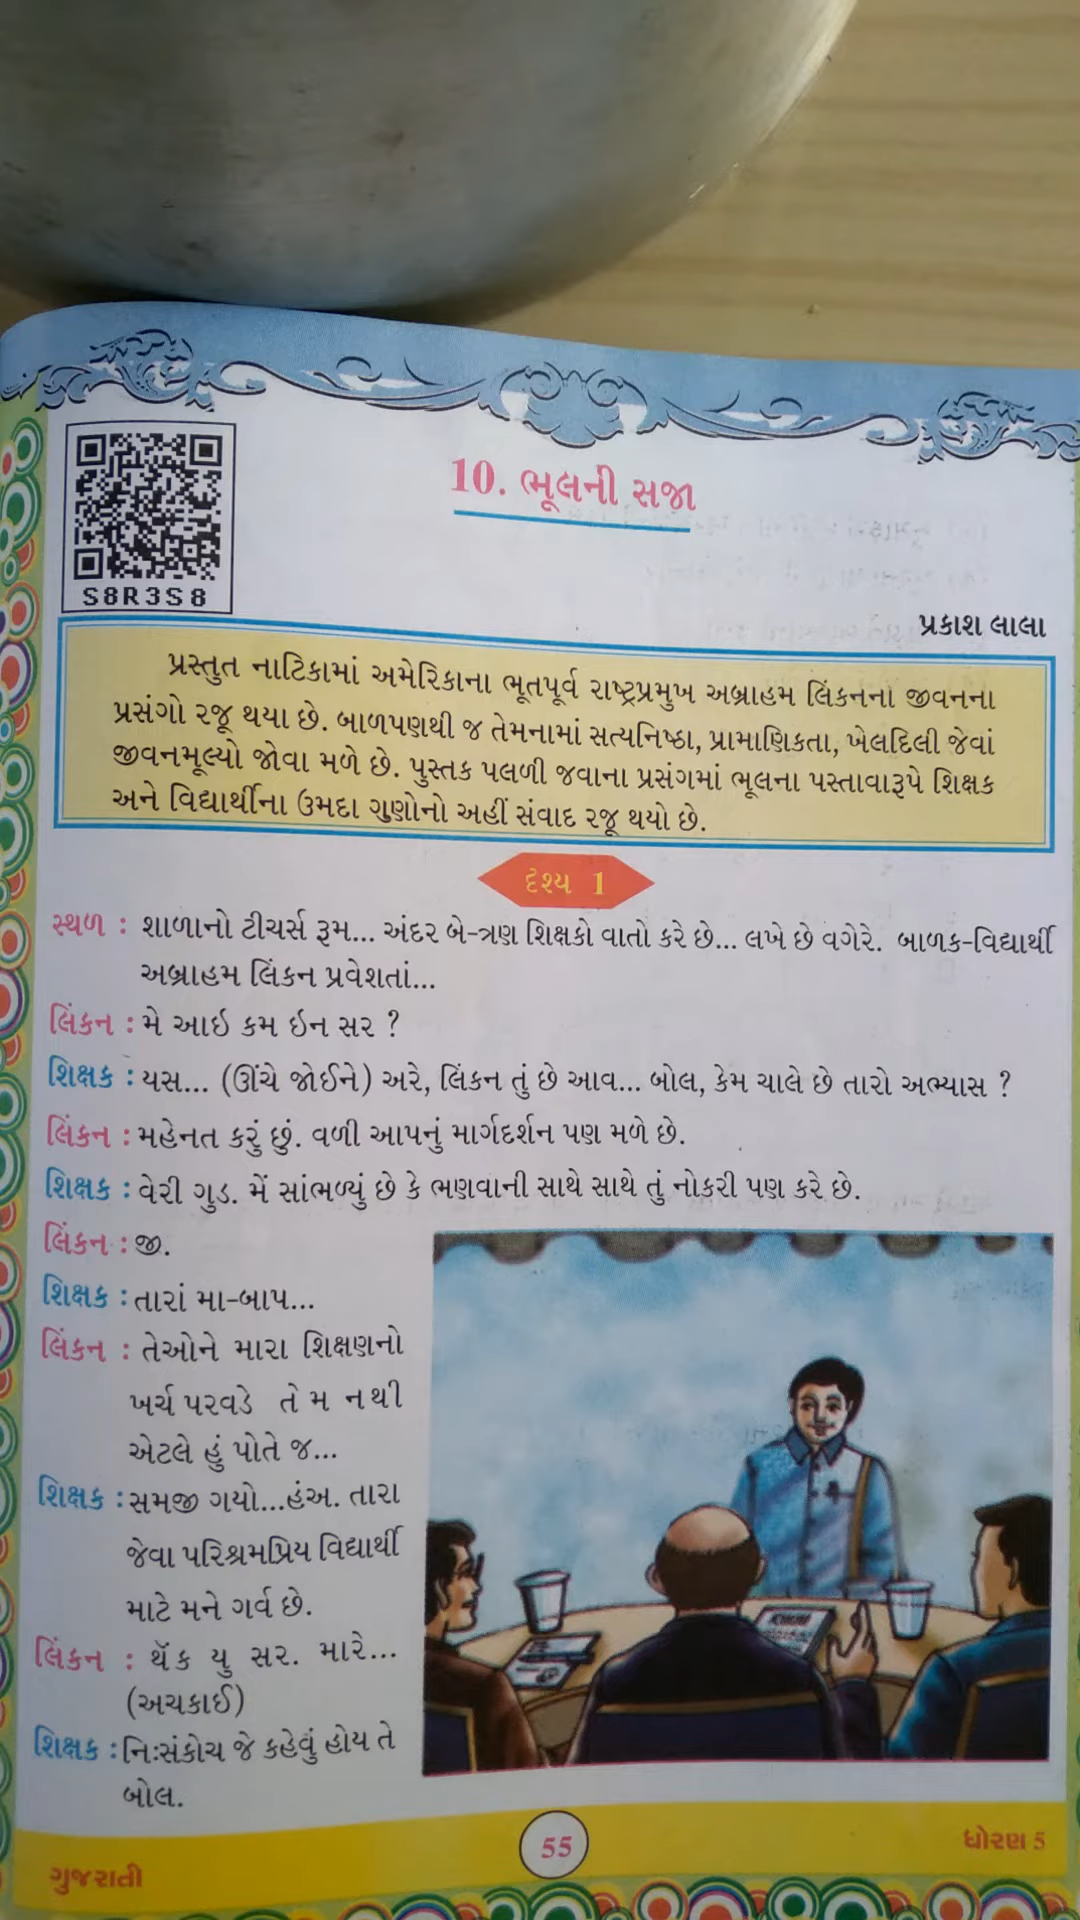 S8R3S8
10. ભૂલની સજા
પ્રકાશ લાલા
પ્રસ્તુત નાટિકામાં અમેરિકાના ભૂતપૂર્વ રાષ્ટ્રપ્રમુખ અબ્રાહમ લિંકનના જીવનના
પ્રસંગો રજૂ થયા છે. બાળપણથી જ તેમનામાં સત્યનિષ્ઠા, પ્રામાણિકતા, ખેલદિલી જેવાં
જીવનમૂલ્યો જોવા મળે છે. પુસ્તક પલળી જવાના પ્રસંગમાં ભૂલના પસ્તાવારૂપે શિક્ષક
અને વિદ્યાર્થીના ઉમદા ગુણોનો અહીં સંવાદ રજૂ થયો છે.
દૃશ્ય 1
સ્થળ : શાળાનો ટીચર્સ રૂમ... અંદર બે-ત્રણ શિક્ષકો વાતો કરે છે... લખે છે વગેરે. બાળક-વિદ્યાર્થી
અબ્રાહમ લિંકન પ્રવેશતાં...
લિંકન : મે આઇ કમ ઇન સર ?
શિક્ષક : યસ... (ઊંચે જોઈને) અરે, લિંકન તું છે આવ... બોલ, કેમ ચાલે છે તારો અભ્યાસ ?
લિંકન : મહેનત કરું છું. વળી આપનું માર્ગદર્શન પણ મળે છે.
શિક્ષક : વેરી ગુડ. મેં સાંભળ્યું છે કે ભણવાની સાથે સાથે તું નોકરી પણ કરે છે.
લિંકન : જી.
શિક્ષક : તારાં મા-બાપ...
લિંકન : તેઓને મારા શિક્ષણનો
ખર્ચ પરવડે તેમ નથી
એટલે હું પોતે જ...
શિક્ષક : સમજી ગયો...હંઅ. તારા
જેવા પરિશ્રમપ્રિય વિદ્યાર્થી
માટે મને ગર્વ છે.
લિંકન : થૅંક યુ સર. મારે...
(અચકાઈ)
શિક્ષક : નિઃસંકોચ જે કહેવું હોય તે
બોલ.
ગુજરાતી
55
ધોરણ 5